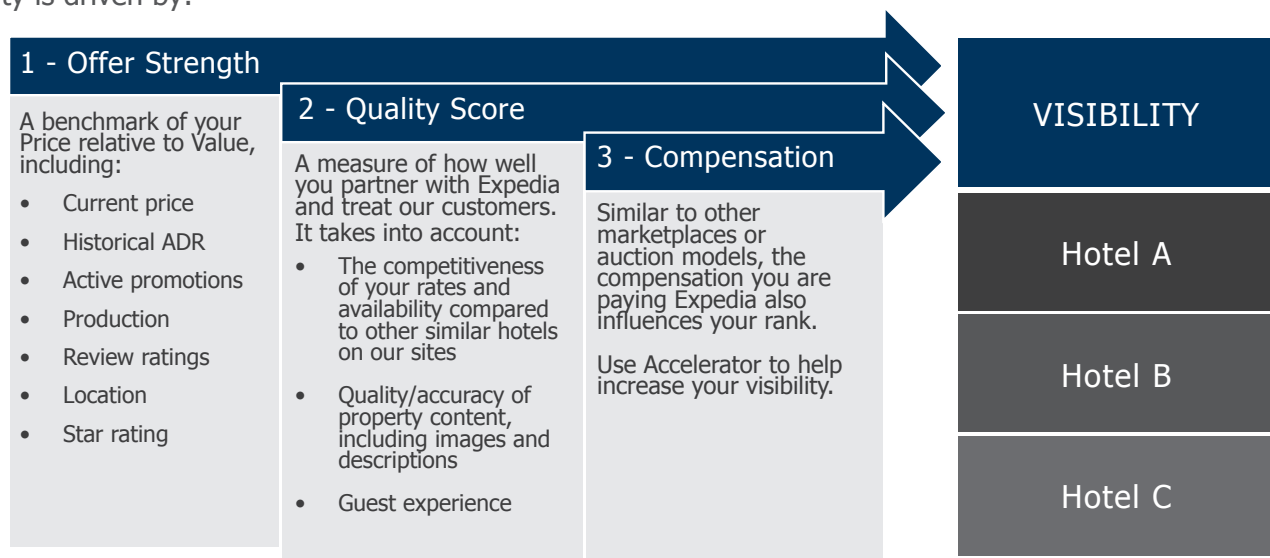 ty is driven by:
1 - Offer Strength
A benchmark of your
Price relative to Value,
including:
• Current price
• Historical ADR
• Active promotions
• Production
• Review ratings
• Location
• Star rating
2 - Quality Score
A measure of how well
you partner with Expedia
and treat our customers.
It takes into account:
• The competitiveness
of your rates and
availability compared
to other similar hotels
on our sites
• Quality/accuracy of
property content,
including images and
descriptions
• Guest experience
3 - Compensation
Similar to other
marketplaces or
auction models, the
compensation you are
paying Expedia also
influences your rank.
Use Accelerator to help
increase your visibility.
VISIBILITY
Hotel A
Hotel B
Hotel C